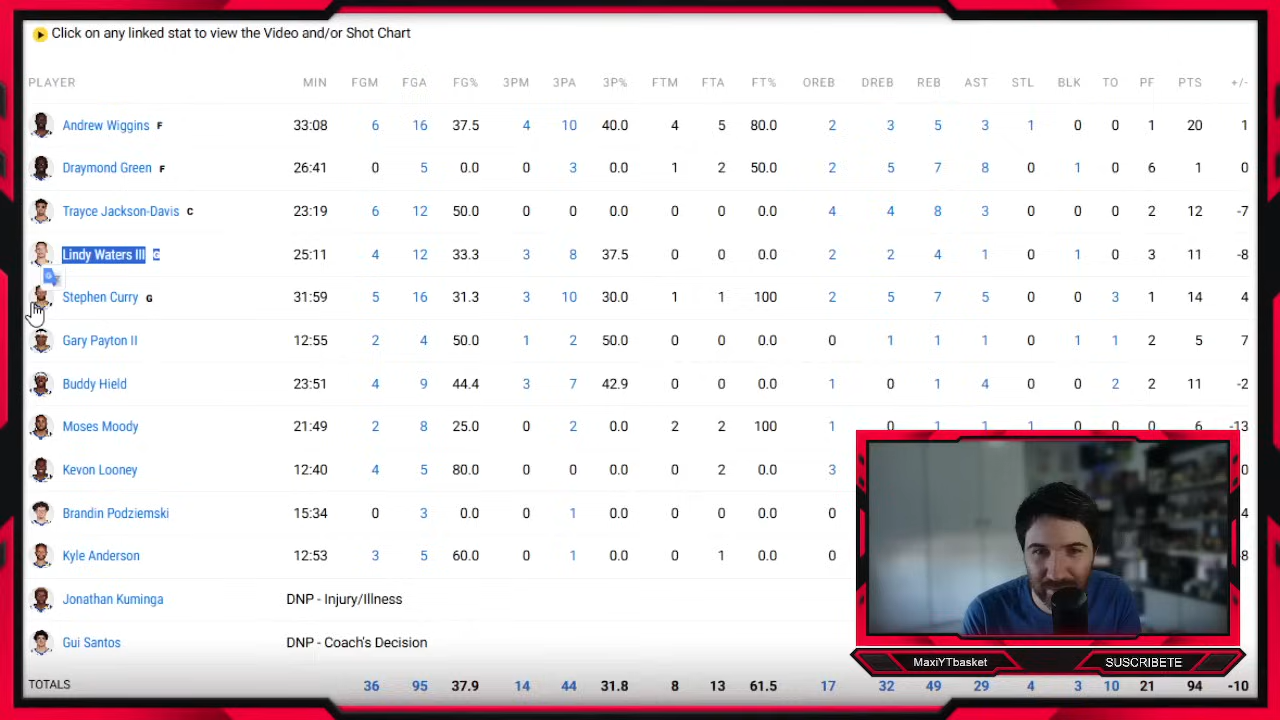 Click on any linked stat to view the Video and/or Shot Chart
PLAYER MIN FGM FGA FG% 3PM 3PA 3P% FTM FTA FT% OREB DREB REB AST STL BLK TO PF PTS +/-
Andrew Wiggins F 33:08 6 16 37.5 4 10 40.0 4 5 80.0 2 3 5 3 1 0 0 1 20 1
Draymond Green F 26:41 0 5 0.0 0 3 0.0 1 2 50.0 2 5 7 8 0 1 0 6 1 0
Trayce Jackson-Davis C 23:19 6 12 50.0 0 0 0.0 0 0 0.0 4 4 8 3 0 0 0 2 12 -7
Lindy Waters III G 25:11 4 12 33.3 3 8 37.5 0 0 0.0 2 2 4 1 0 1 0 3 11 -8
Stephen Curry G 31:59 5 16 31.3 3 10 30.0 1 1 100 2 5 7 5 0 0 3 1 14 4
Gary Payton II 12:55 2 4 50.0 1 2 50.0 0 0 0.0 0 1 1 1 0 1 1 2 5 7
Buddy Hield 23:51 4 9 44.4 3 7 42.9 0 0 0.0 1 0 1 4 0 0 2 2 11 -2
Moses Moody 21:49 2 8 25.0 0 2 0.0 2 2 100 1 0 1 1 1 0 0 0 6 -13
Kevon Looney 12:40 4 5 80.0 0 0 0.0 0 2 0.0 3 0
Brandin Podziemski 15:34 0 3 0.0 0 1 0.0 0 0 0.0 0 4
Kyle Anderson 12:53 3 5 60.0 0 1 0.0 0 1 0.0 0 8
Jonathan Kuminga DNP - Injury/Illness
Gui Santos DNP - Coach's Decision
MaxiYTbasket SUSCRIBETE
TOTALS 36 95 37.9 14 44 31.8 8 13 61.5 17 32 49 29 4 3 10 21 94 -10